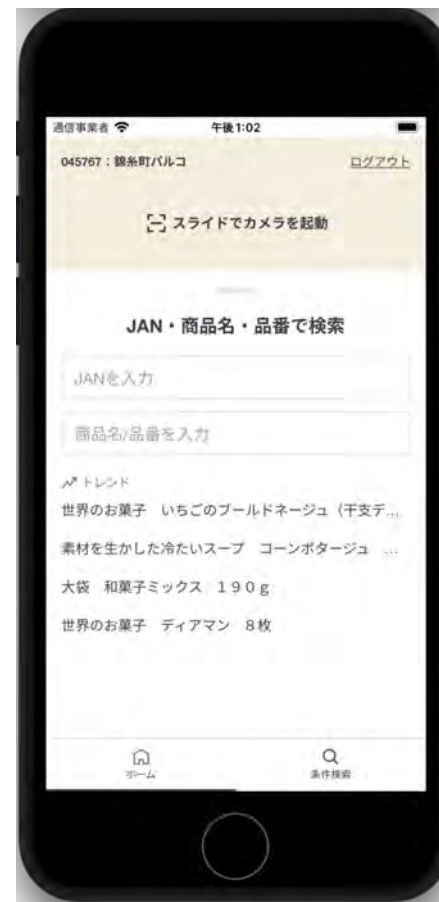 通信事業者 午後1:02
045767：錦糸町パルコ ログアウト
スライドでカメラを起動
JAN・商品名・品番で検索
JANを入力
商品名/品番を入力
トレンド
世界のお菓子　いちごのブールドネージュ（干支デ...
素材を生かした冷たいスープ　コーンポタージュ　...
大袋　和菓子ミックス　１９０ｇ
世界のお菓子　ディアマン　８枚
ホーム 条件検索